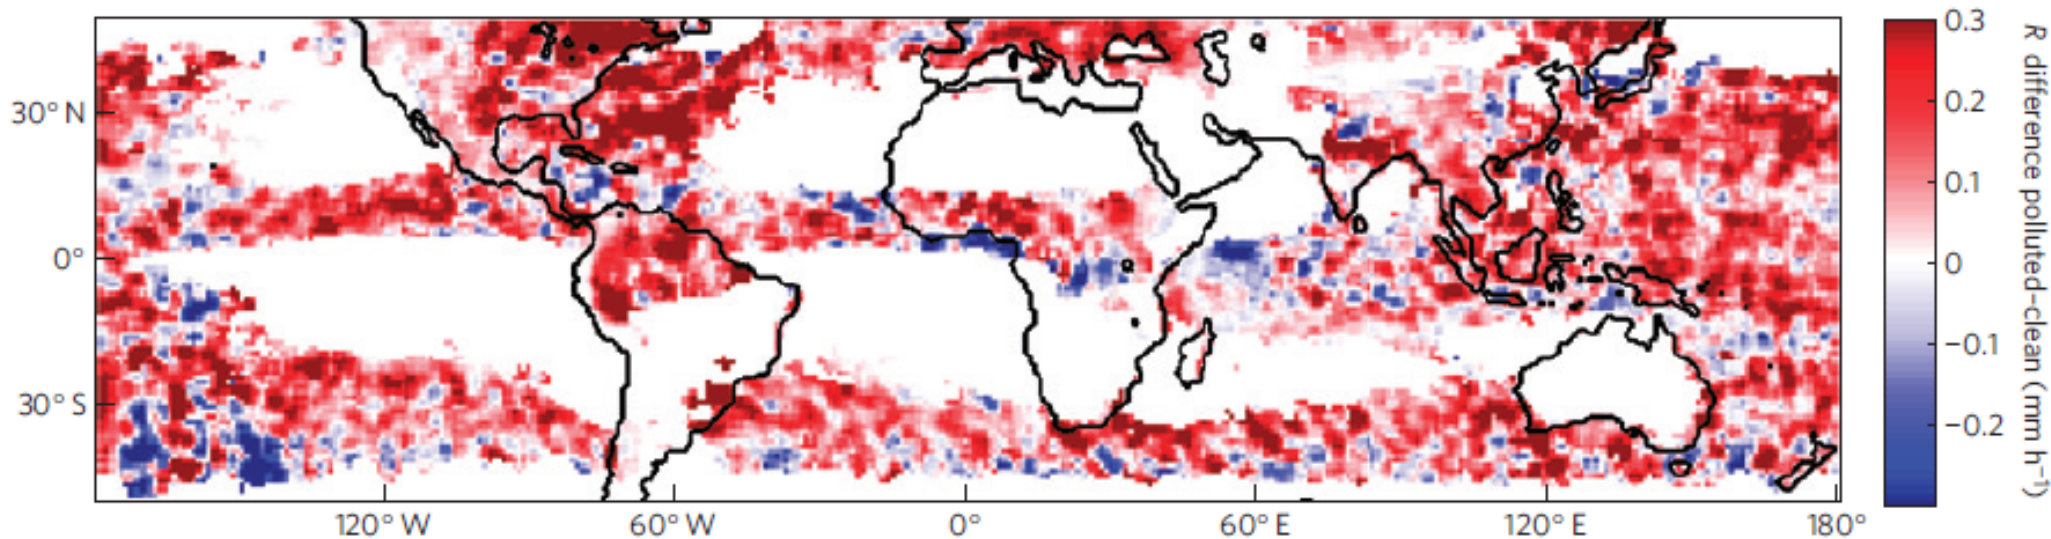 30° N
0°
30° S
120° W
60° W
0°
60° E
120° E
180°
0.3
0.2
0.1
0
−0.1
−0.2
R difference polluted–clean (mm h⁻¹)